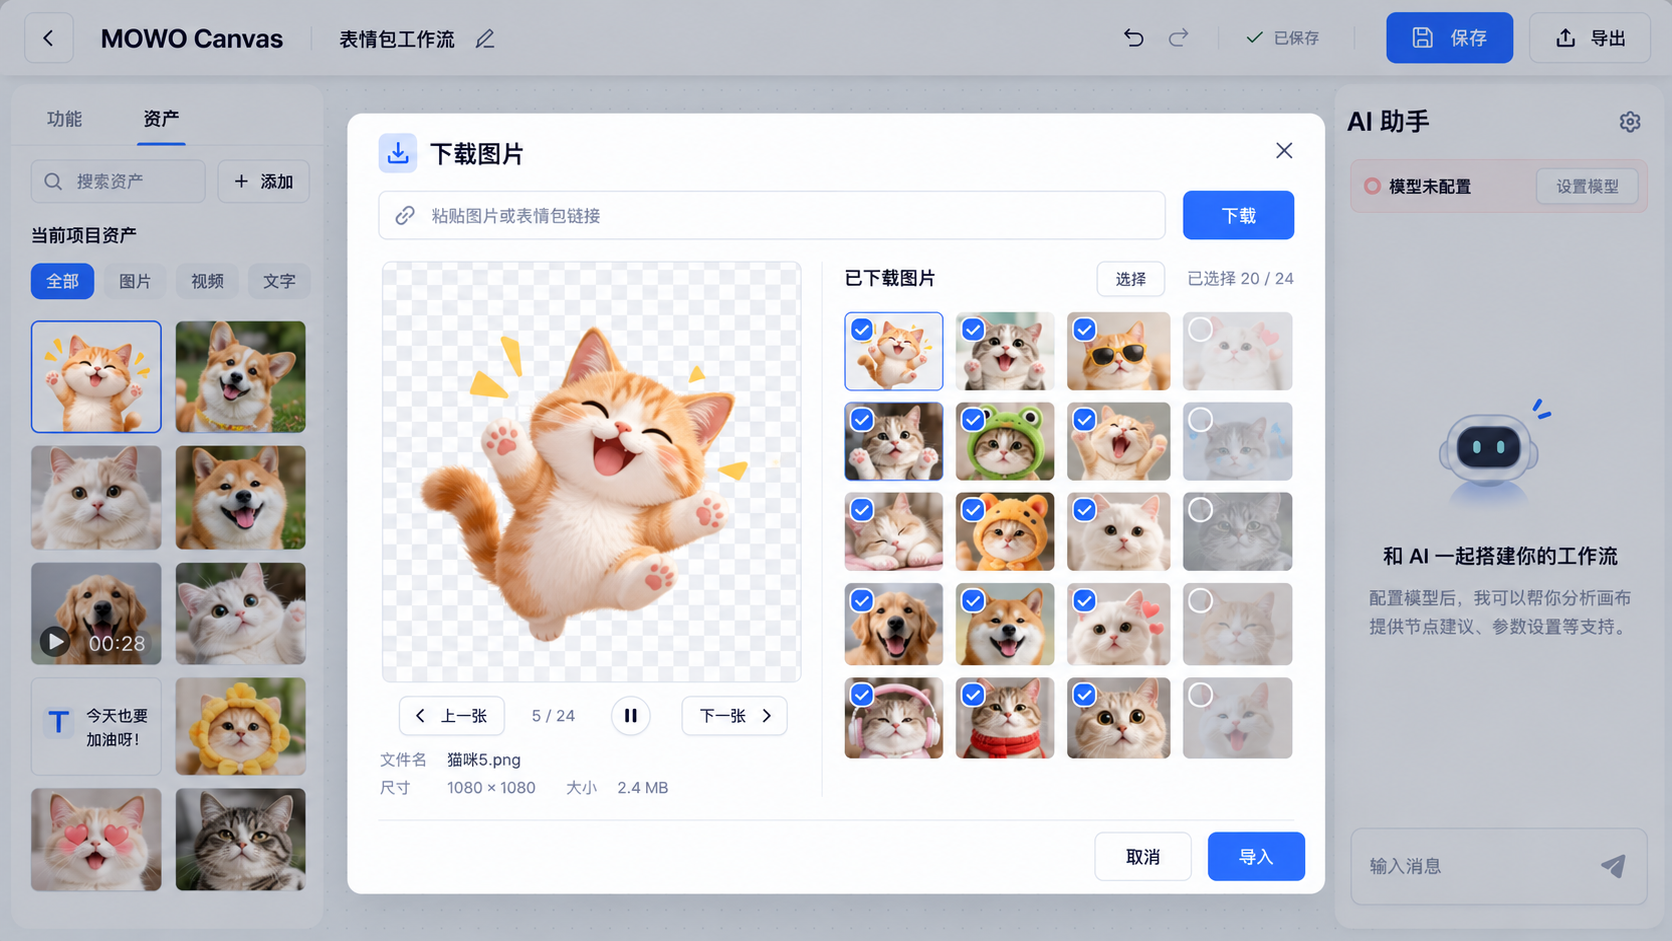 MOWO Canvas
表情包工作流
已保存
保存
导出
功能
资产
搜索资产
+ 添加
当前项目资产
全部
图片
视频
文字
00:28
T
今天也要
加油呀！
下载图片
粘贴图片或表情包链接
下载
已下载图片
选择
已选择 20 / 24
上一张
5 / 24
下一张
文件名 猫咪5.png
尺寸 1080 × 1080 大小 2.4 MB
取消
导入
AI 助手
模型未配置
设置模型
和 AI 一起搭建你的工作流
配置模型后，我可以帮你分析画布
提供节点建议、参数设置等支持。
输入消息